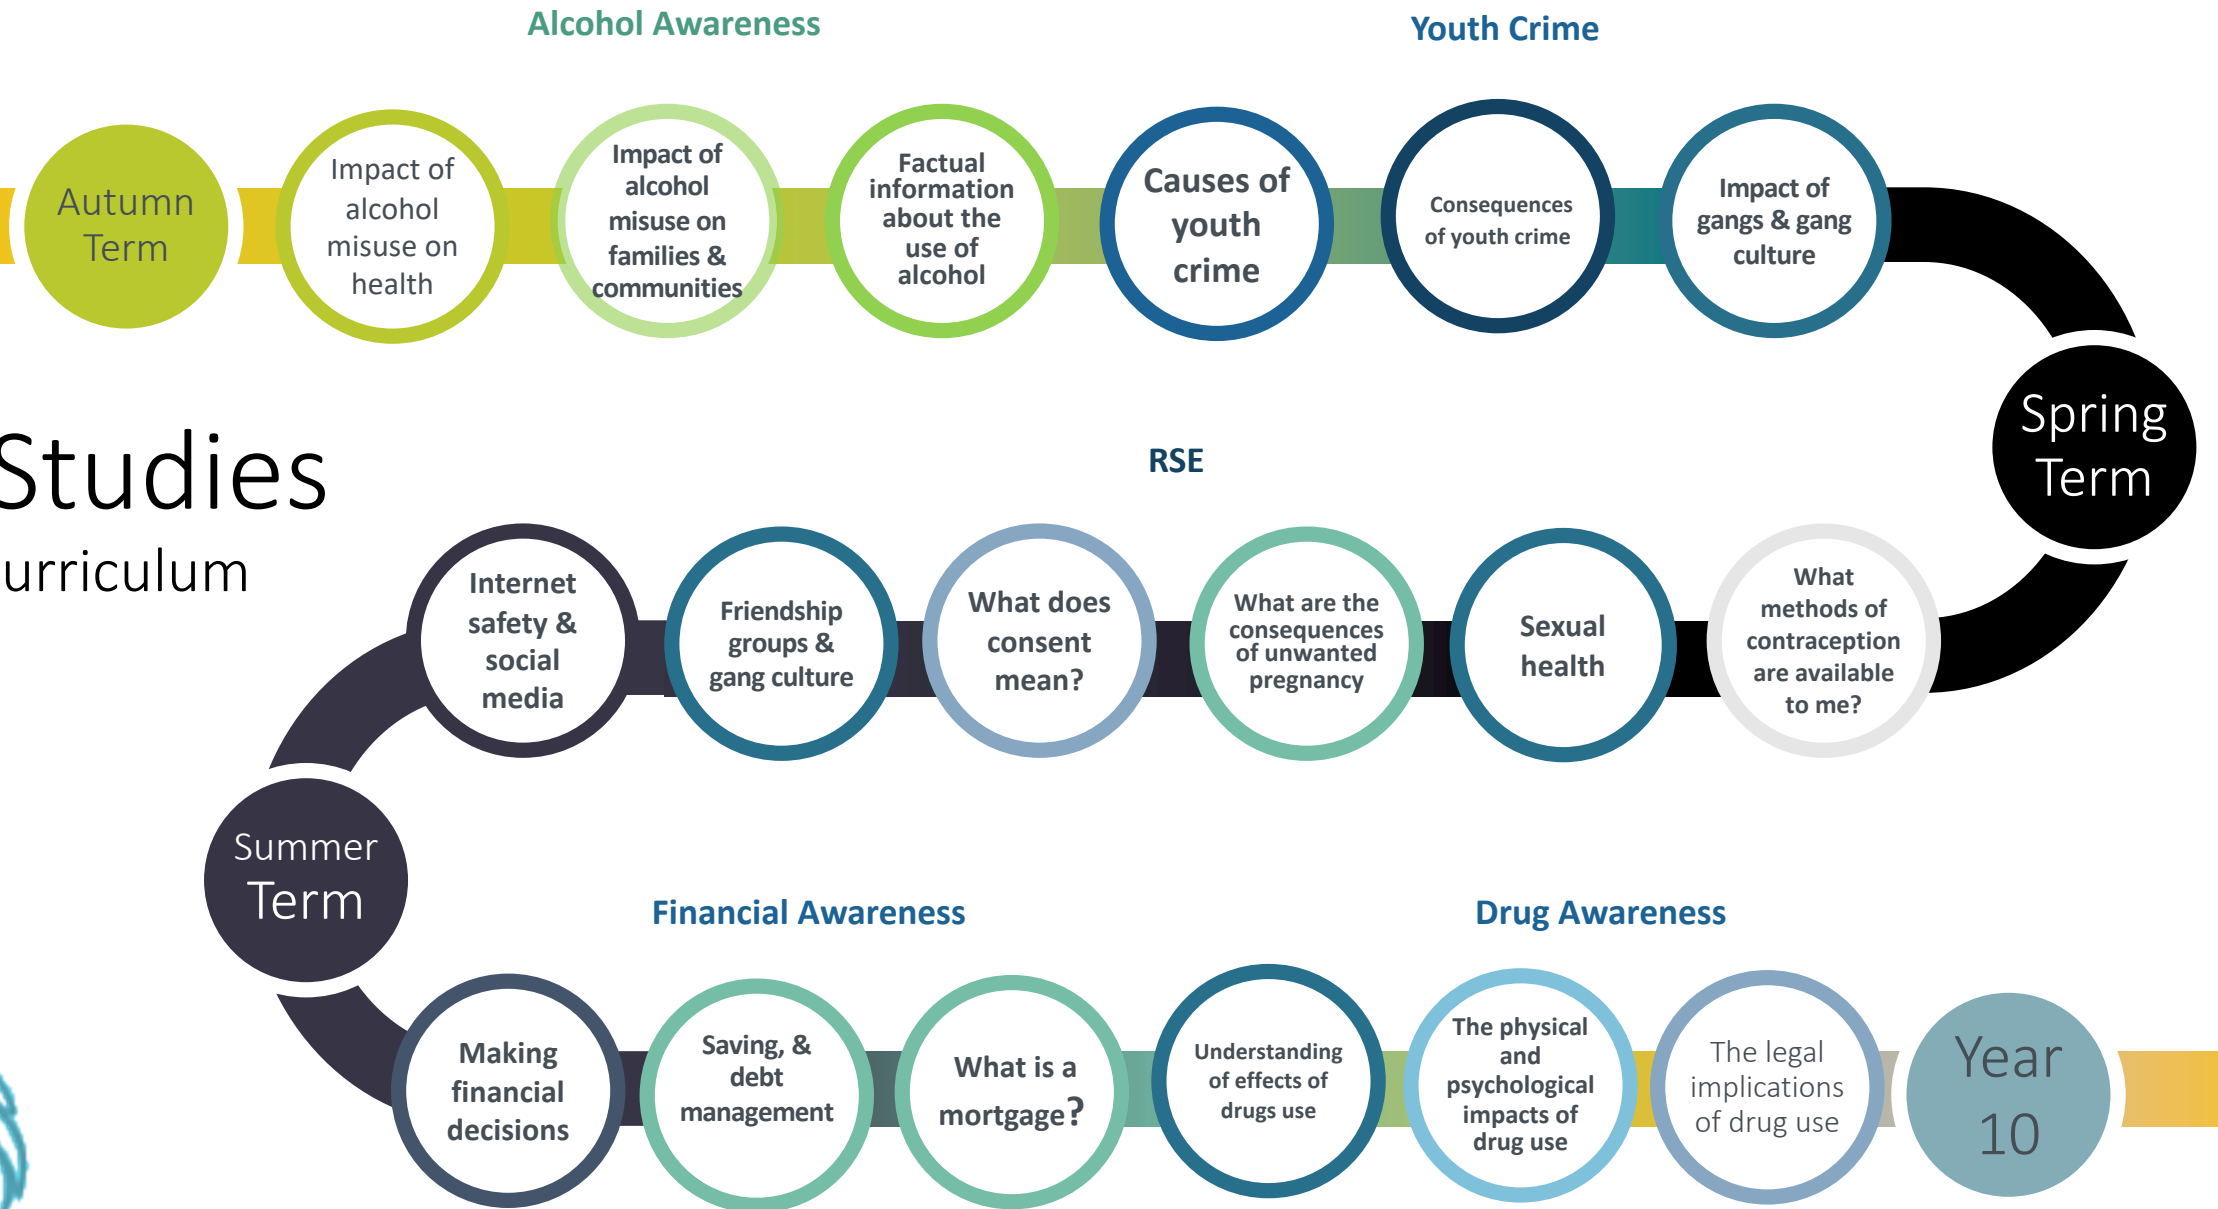 Alcohol Awareness
Youth Crime
Autumn
Term
Impact of
alcohol
misuse on
health
Impact of
alcohol
misuse on
families &
communities
Factual
information
about the
use of
alcohol
Causes of
youth
crime
Consequences
of youth crime
Impact of
gangs & gang
culture
Spring
Term
Studies
urriculum
RSE
What
methods of
contraception
are available
to me?
Sexual
health
What are the
consequences
of unwanted
pregnancy
What does
consent
mean?
Friendship
groups &
gang culture
Internet
safety &
social
media
Summer
Term
Financial Awareness
Drug Awareness
Making
financial
decisions
Saving, &
debt
management
What is a
mortgage?
Understanding
of effects of
drugs use
The physical
and
psychological
impacts of
drug use
The legal
implications
of drug use
Year
10